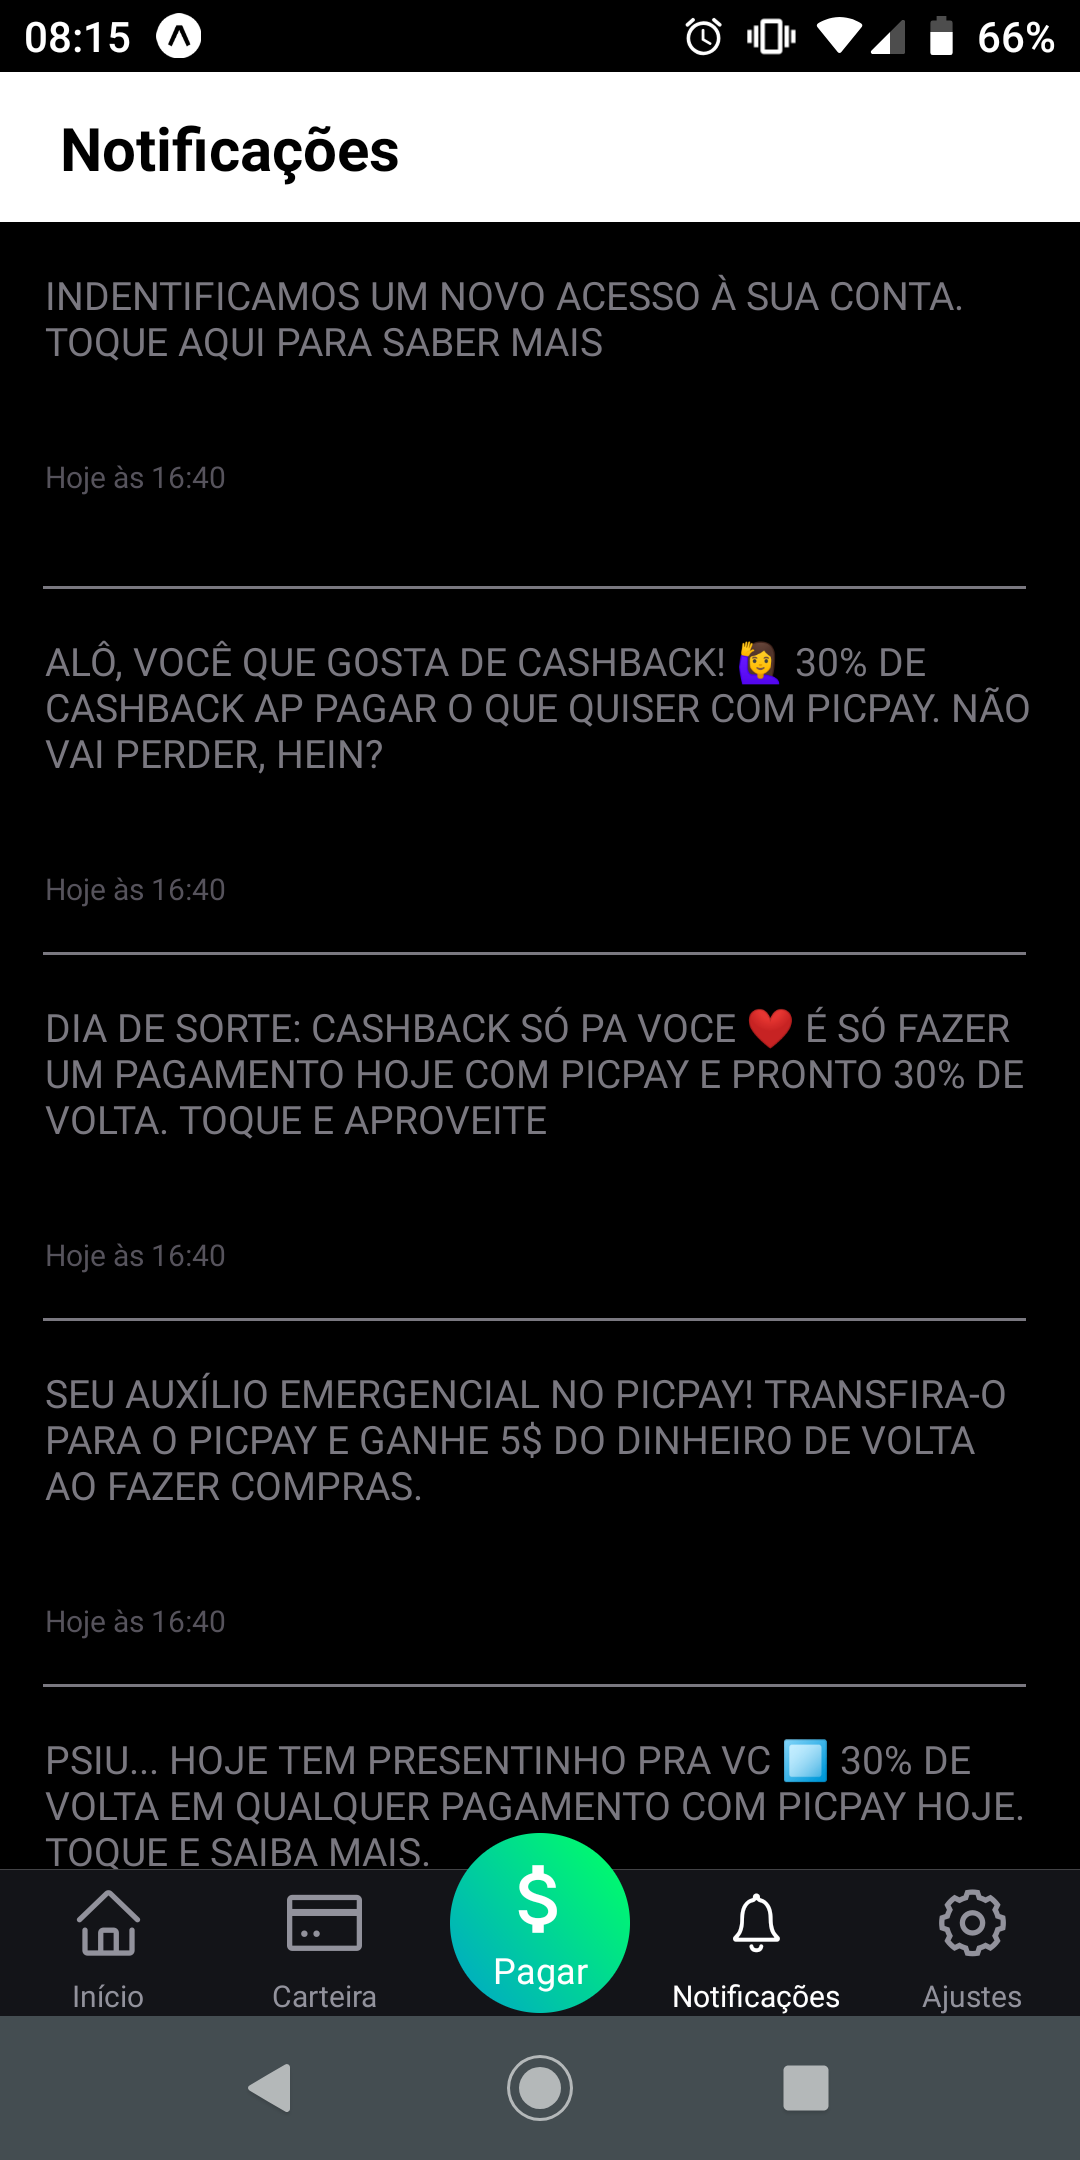 08:15
66%
Notificações
INDENTIFICAMOS UM NOVO ACESSO À SUA CONTA.
TOQUE AQUI PARA SABER MAIS
Hoje às 16:40
ALÔ, VOCÊ QUE GOSTA DE CASHBACK! 🙋‍♀️ 30% DE
CASHBACK AP PAGAR O QUE QUISER COM PICPAY. NÃO
VAI PERDER, HEIN?
Hoje às 16:40
DIA DE SORTE: CASHBACK SÓ PA VOCE ❤️ É SÓ FAZER
UM PAGAMENTO HOJE COM PICPAY E PRONTO 30% DE
VOLTA. TOQUE E APROVEITE
Hoje às 16:40
SEU AUXÍLIO EMERGENCIAL NO PICPAY! TRANSFIRA-O
PARA O PICPAY E GANHE 5$ DO DINHEIRO DE VOLTA
AO FAZER COMPRAS.
Hoje às 16:40
PSIU... HOJE TEM PRESENTINHO PRA VC 30% DE
VOLTA EM QUALQUER PAGAMENTO COM PICPAY HOJE.
TOQUE E SAIBA MAIS.
$
Pagar
Início
Carteira
Notificações
Ajustes